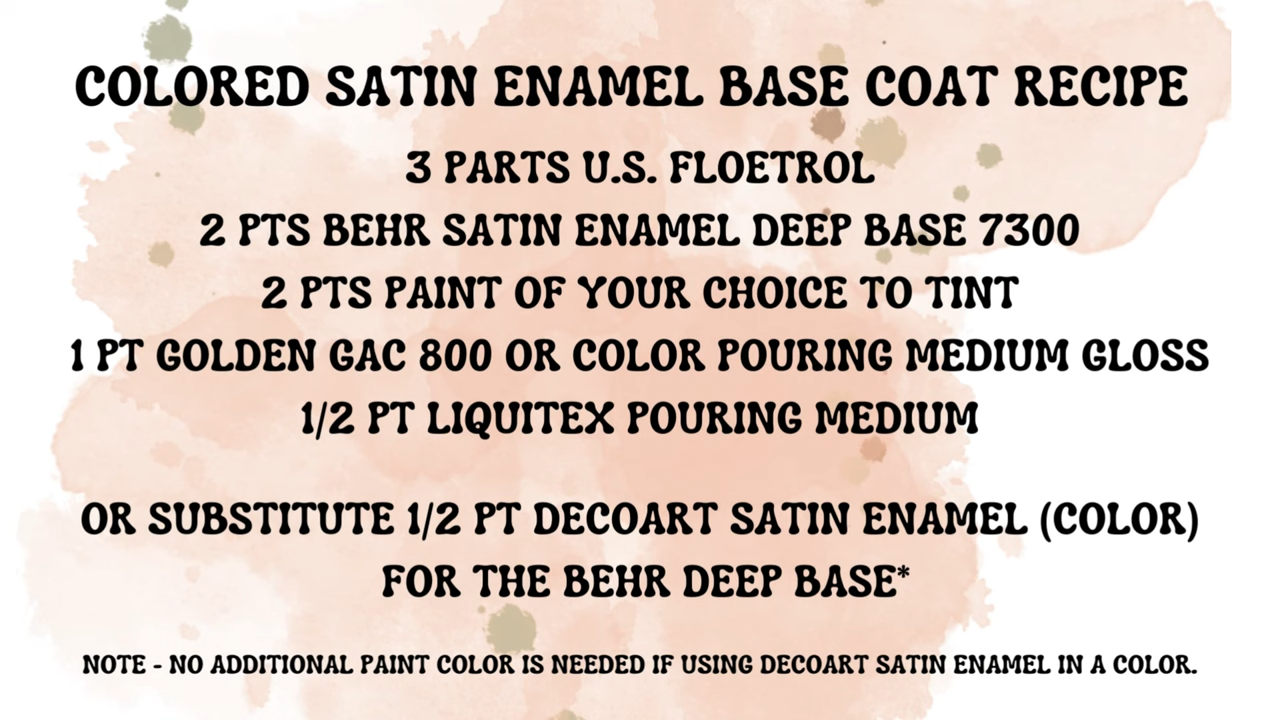 COLORED SATIN ENAMEL BASE COAT RECIPE
3 PARTS U.S. FLOETROL
2 PTS BEHR SATIN ENAMEL DEEP BASE 7300
2 PTS PAINT OF YOUR CHOICE TO TINT
1 PT GOLDEN GAC 800 OR COLOR POURING MEDIUM GLOSS
1/2 PT LIQUITEX POURING MEDIUM
OR SUBSTITUTE 1/2 PT DECOART SATIN ENAMEL (COLOR)
FOR THE BEHR DEEP BASE*
NOTE - NO ADDITIONAL PAINT COLOR IS NEEDED IF USING DECOART SATIN ENAMEL IN A COLOR.